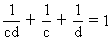 1/cd + 1/c + 1/d = 1